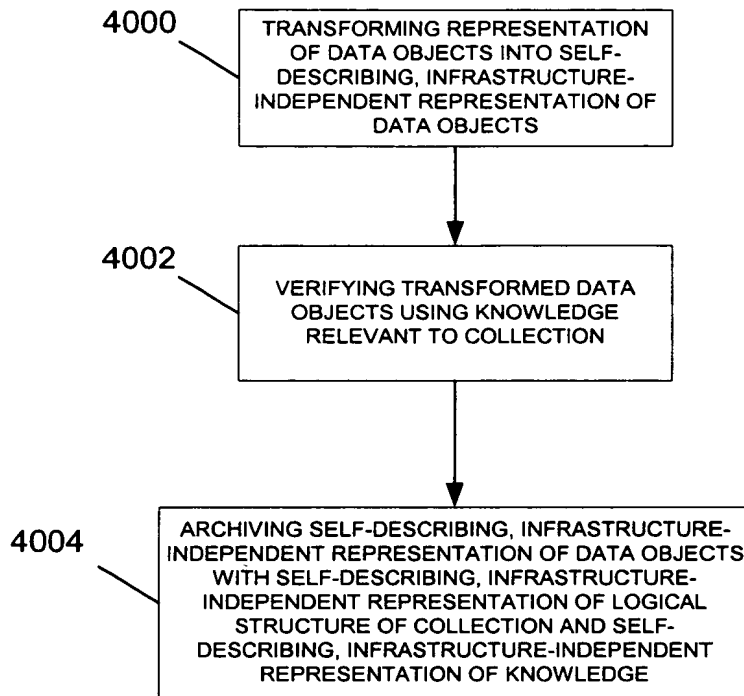 4000
TRANSFORMING REPRESENTATION
OF DATA OBJECTS INTO SELF-
DESCRIBING, INFRASTRUCTURE-
INDEPENDENT REPRESENTATION OF
DATA OBJECTS
4002
VERIFYING TRANSFORMED DATA
OBJECTS USING KNOWLEDGE
RELEVANT TO COLLECTION
4004
ARCHIVING SELF-DESCRIBING, INFRASTRUCTURE-
INDEPENDENT REPRESENTATION OF DATA OBJECTS
WITH SELF-DESCRIBING, INFRASTRUCTURE-
INDEPENDENT REPRESENTATION OF LOGICAL
STRUCTURE OF COLLECTION AND SELF-
DESCRIBING, INFRASTRUCTURE-INDEPENDENT
REPRESENTATION OF KNOWLEDGE